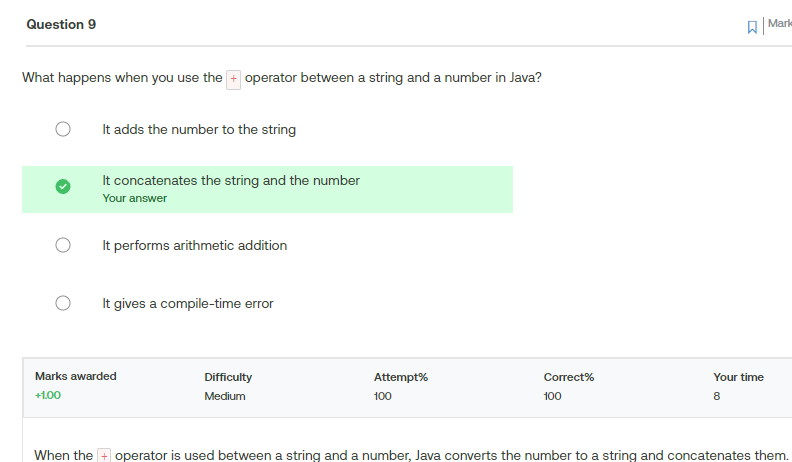 Question 9
Mark
What happens when you use the + operator between a string and a number in Java?
It adds the number to the string
It concatenates the string and the number
Your answer
It performs arithmetic addition
It gives a compile-time error
Marks awarded Difficulty Attempt% Correct% Your time
+1.00 Medium 100 100 8
When the + operator is used between a string and a number, Java converts the number to a string and concatenates them.